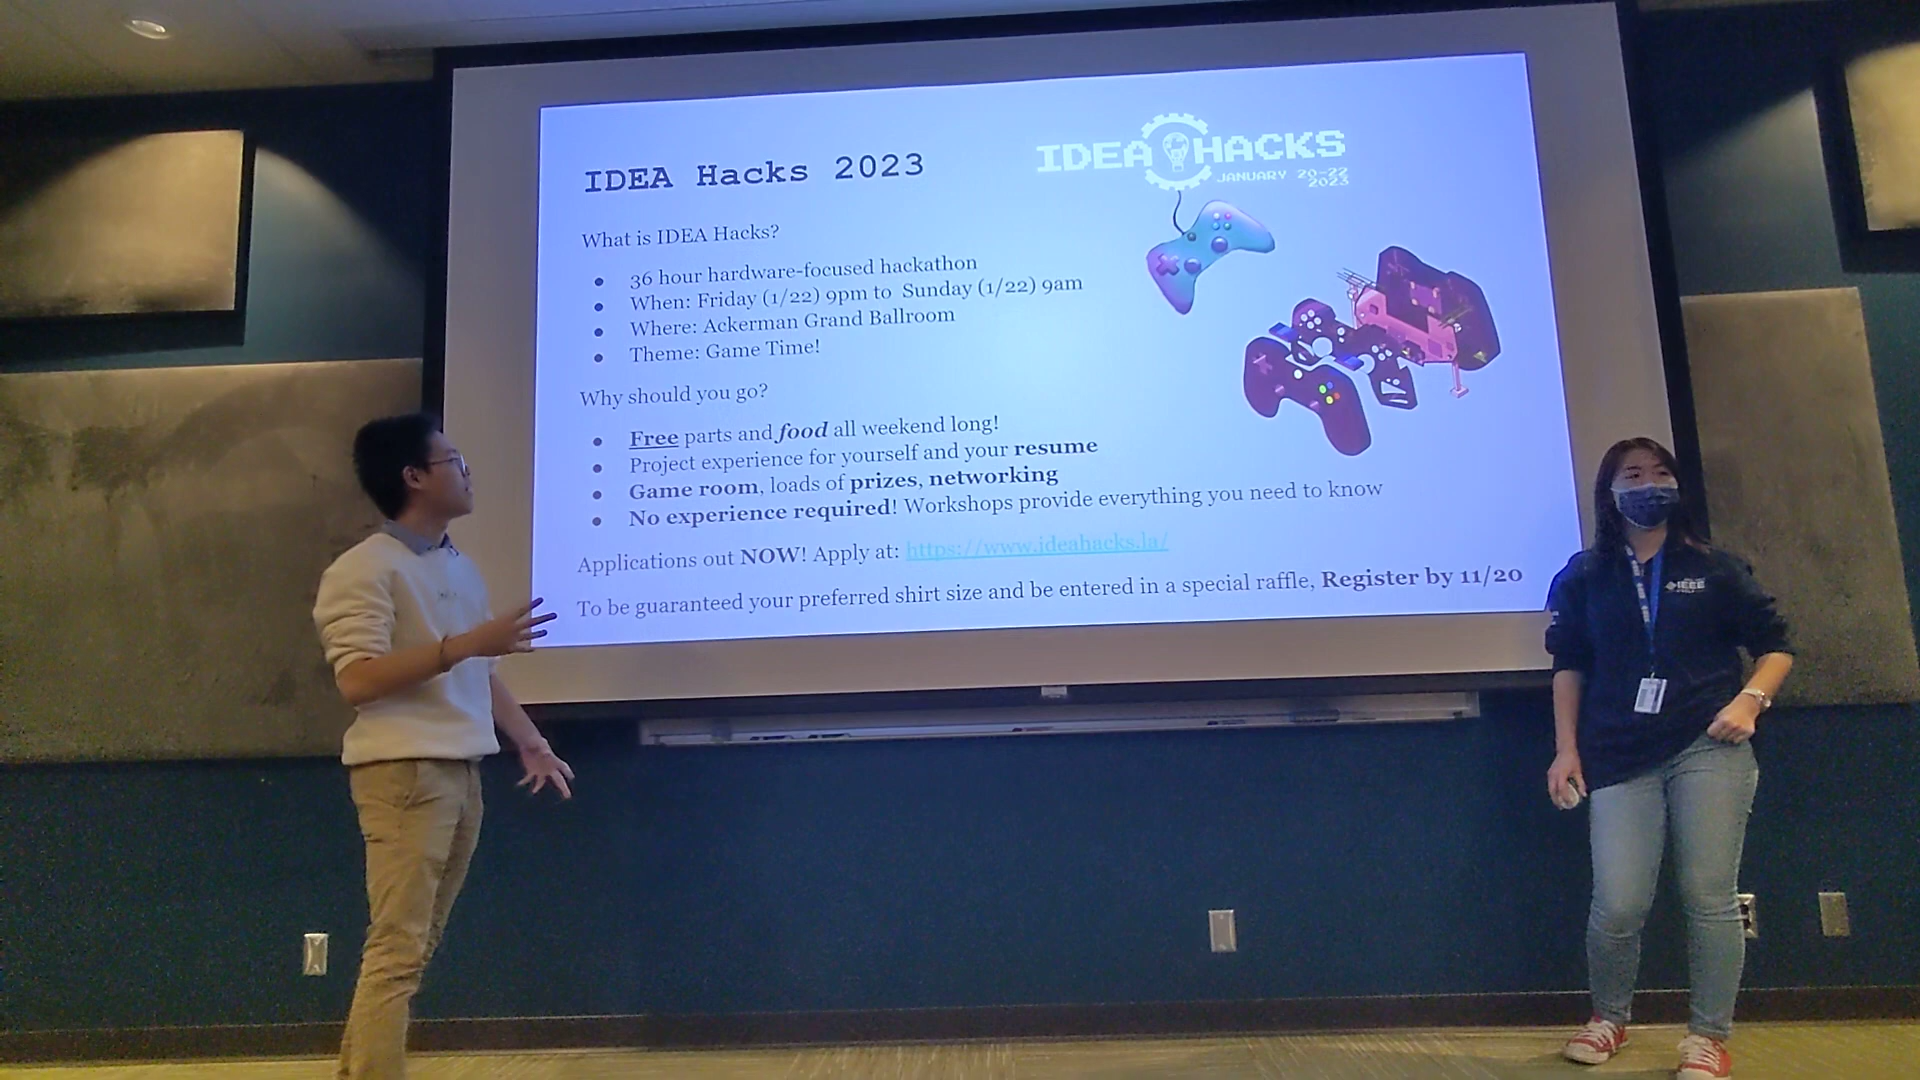 IDEA Hacks 2023
IDEA HACKS
JANUARY 20-22
2023
What is IDEA Hacks?
● 36 hour hardware-focused hackathon
● When: Friday (1/22) 9pm to Sunday (1/22) 9am
● Where: Ackerman Grand Ballroom
● Theme: Game Time!
Why should you go?
● Free parts and food all weekend long!
● Project experience for yourself and your resume
● Game room, loads of prizes, networking
● No experience required! Workshops provide everything you need to know
Applications out NOW! Apply at: https://www.ideahacks.la/
To be guaranteed your preferred shirt size and be entered in a special raffle, Register by 11/20
IEEE